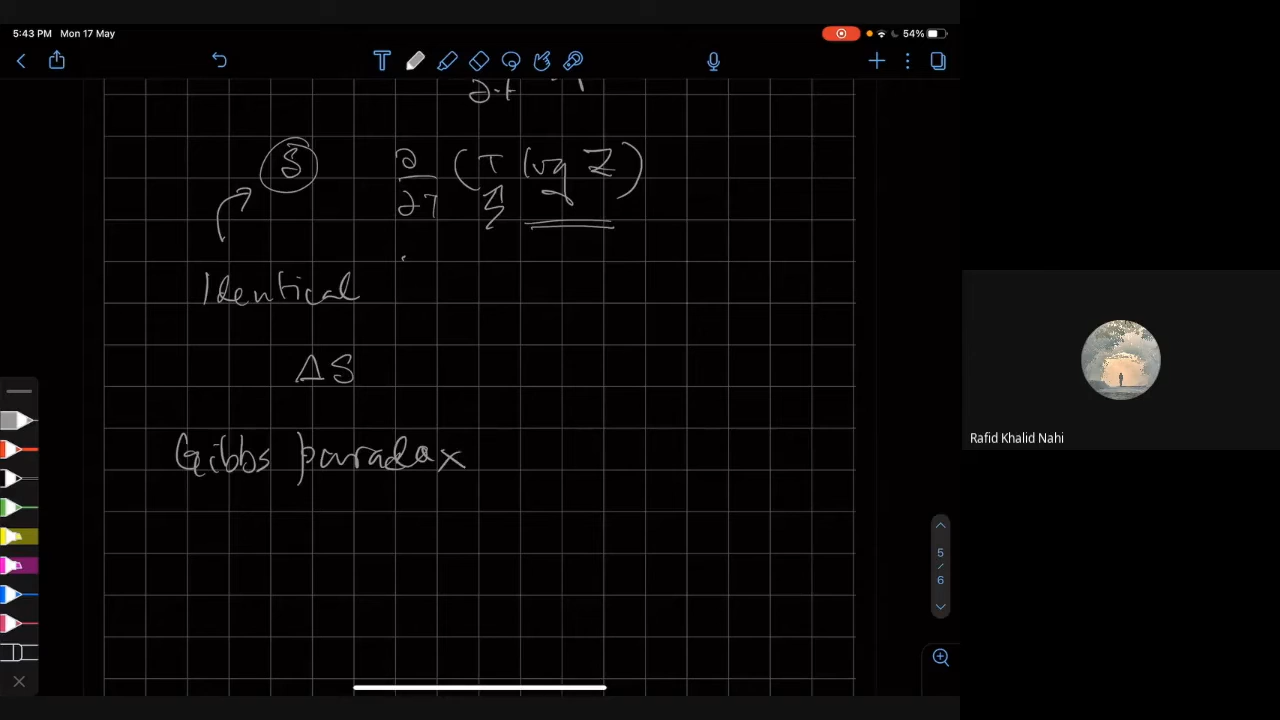 5:43 PM Mon 17 May
54%
T
S ∂/∂T (T log Z)
Identical
ΔS
Gibbs paradox
5
/
6
Rafid Khalid Nahi